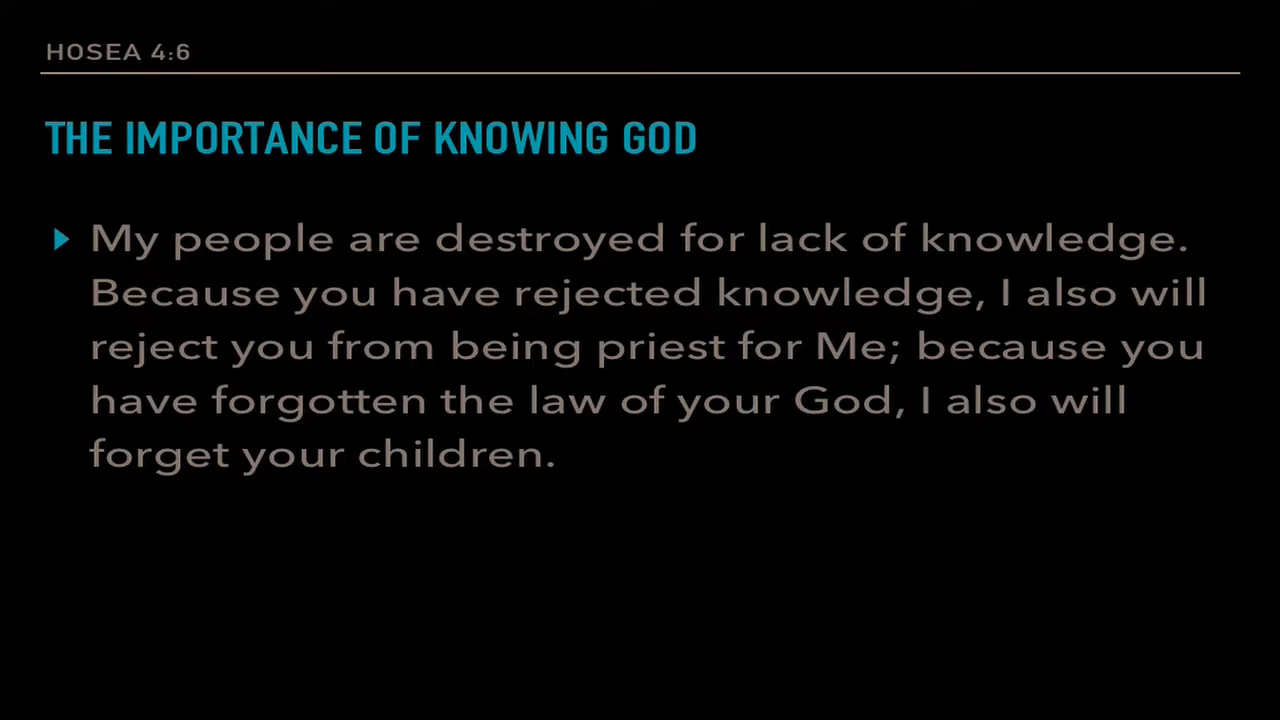 HOSEA 4:6
THE IMPORTANCE OF KNOWING GOD
My people are destroyed for lack of knowledge.
Because you have rejected knowledge, I also will
reject you from being priest for Me; because you
have forgotten the law of your God, I also will
forget your children.